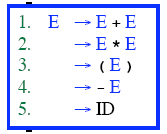 1. E → E + E
2. → E * E
3. → ( E )
4. → - E
5. → ID